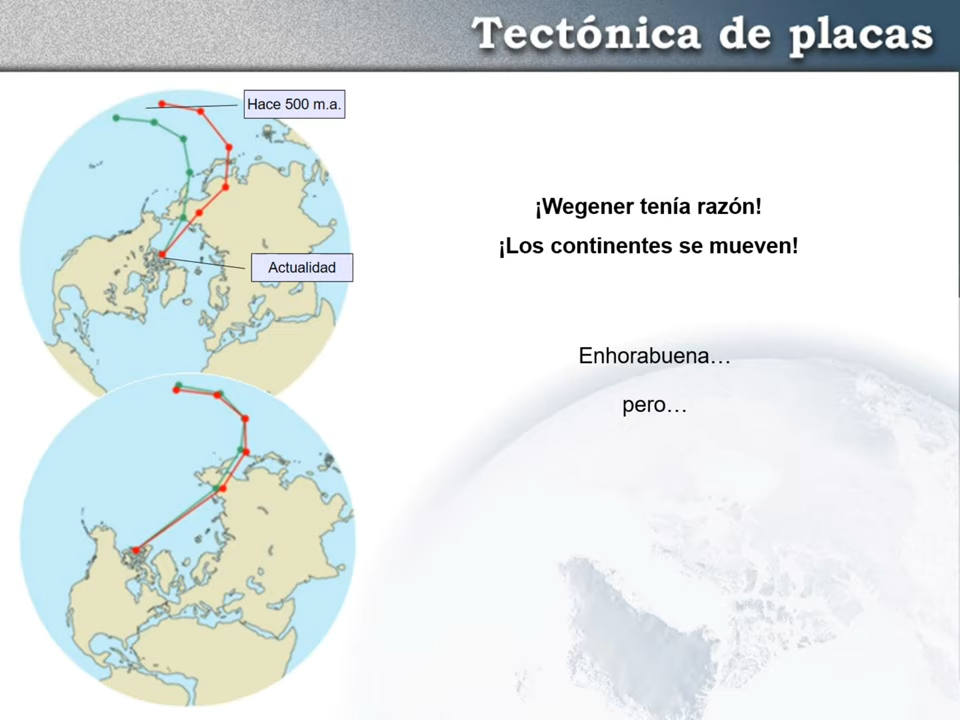 Tectónica de placas
Hace 500 m.a.
Actualidad
¡Wegener tenía razón!
¡Los continentes se mueven!
Enhorabuena…
pero…